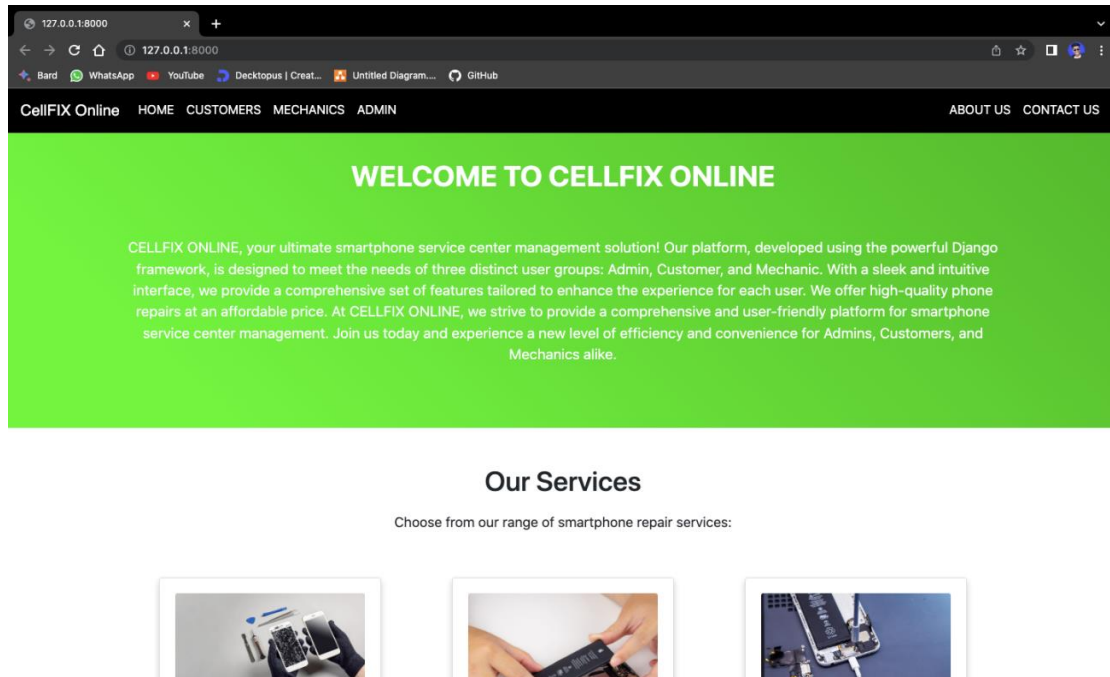 127.0.0.1:8000
127.0.0.1:8000
Bard WhatsApp YouTube Decktopus | Creat... Untitled Diagram.... GitHub
CellFIX Online HOME CUSTOMERS MECHANICS ADMIN ABOUT US CONTACT US
WELCOME TO CELLFIX ONLINE
CELLFIX ONLINE, your ultimate smartphone service center management solution! Our platform, developed using the powerful Django
framework, is designed to meet the needs of three distinct user groups: Admin, Customer, and Mechanic. With a sleek and intuitive
interface, we provide a comprehensive set of features tailored to enhance the experience for each user. We offer high-quality phone
repairs at an affordable price. At CELLFIX ONLINE, we strive to provide a comprehensive and user-friendly platform for smartphone
service center management. Join us today and experience a new level of efficiency and convenience for Admins, Customers, and
Mechanics alike.
Our Services
Choose from our range of smartphone repair services: